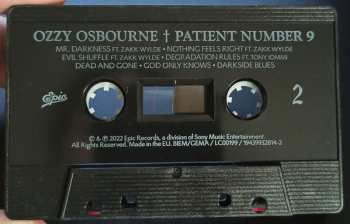 OZZY OSBOURNE † PATIENT NUMBER 9
MR. DARKNESS FT. ZAKK WYLDE • NOTHING FEELS RIGHT FT. ZAKK WYLDE
EVIL SHUFFLE FT. ZAKK WYLDE • DEGRADATION RULES FT. TONY IOMMI
DEAD AND GONE • GOD ONLY KNOWS • DARKSIDE BLUES
Epic
2
© & ℗ 2022 Epic Records, a division of Sony Music Entertainment.
All Rights Reserved. Made in the EU. BIEM/GEMA / LC00199 / 19439932814-2